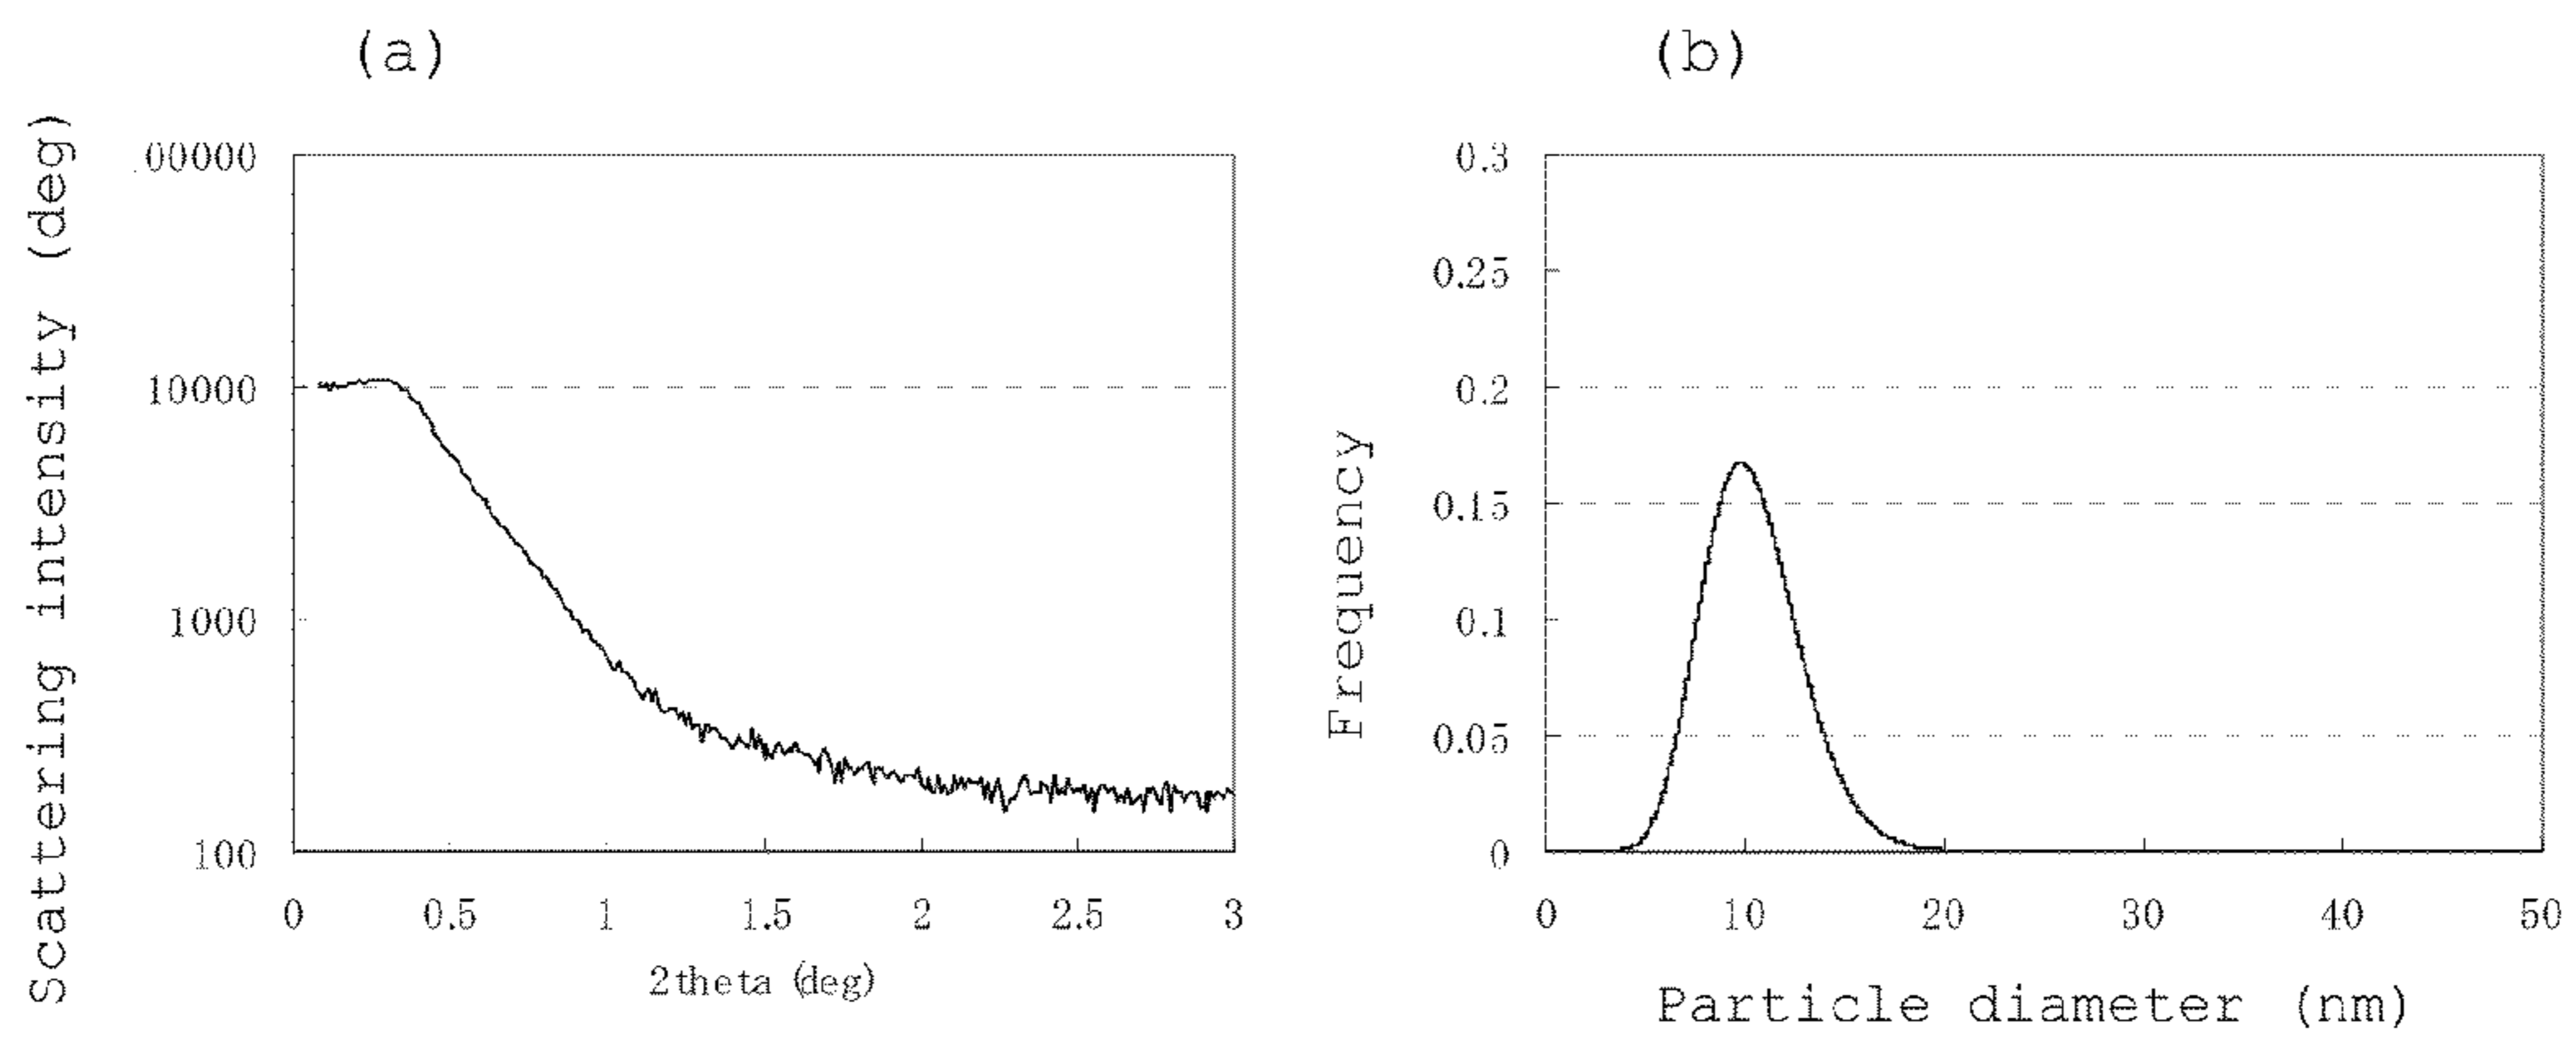 (a)
Scattering intensity (deg)
.00000
10000
1000
100
0 0.5 1 1.5 2 2.5 3
2theta (deg)
(b)
Frequency
0.3
0.25
0.2
0.15
0.1
0.05
0
0 10 20 30 40 50
Particle diameter (nm)